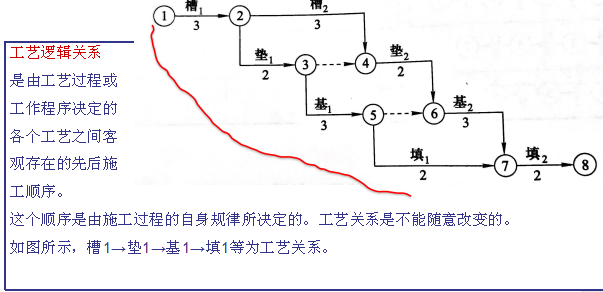 ① 槽₁ ② 槽₂
3 3
垫₁ ③ ④ 垫₂
2 2
基₁ ⑤ ⑥ 基₂
3 3
填₁ ⑦ 填₂ ⑧
2 2
工艺逻辑关系
是由工艺过程或
工作程序决定的
各个工艺之间客
观存在的先后施
工顺序。
这个顺序是由施工过程的自身规律所决定的。工艺关系是不能随意改变的。
如图所示，槽1→垫1→基1→填1等为工艺关系。